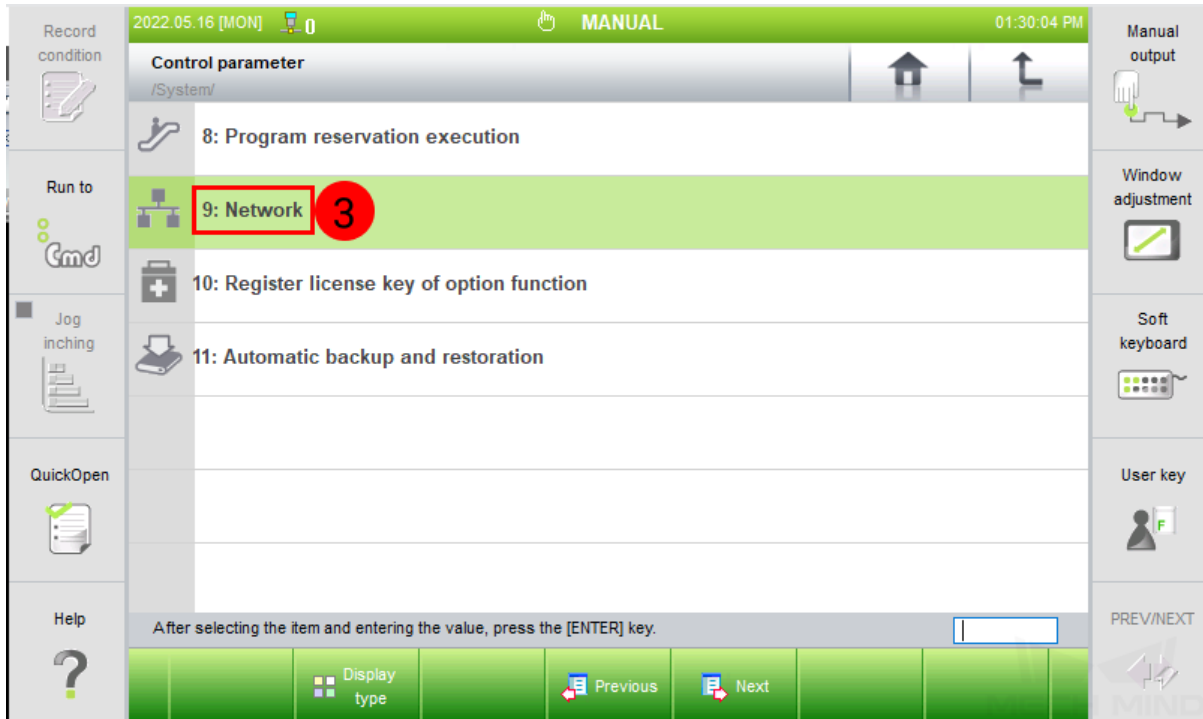 Record
condition
Run to
Cmd
Jog
inching
QuickOpen
Help
2022.05.16 [MON] 0 MANUAL 01:30:04 PM
Control parameter
/System/
8: Program reservation execution
9: Network 3
10: Register license key of option function
11: Automatic backup and restoration
After selecting the item and entering the value, press the [ENTER] key.
Display
type
Previous
Next
Manual
output
Window
adjustment
Soft
keyboard
User key
F
PREV/NEXT
MECH MIND